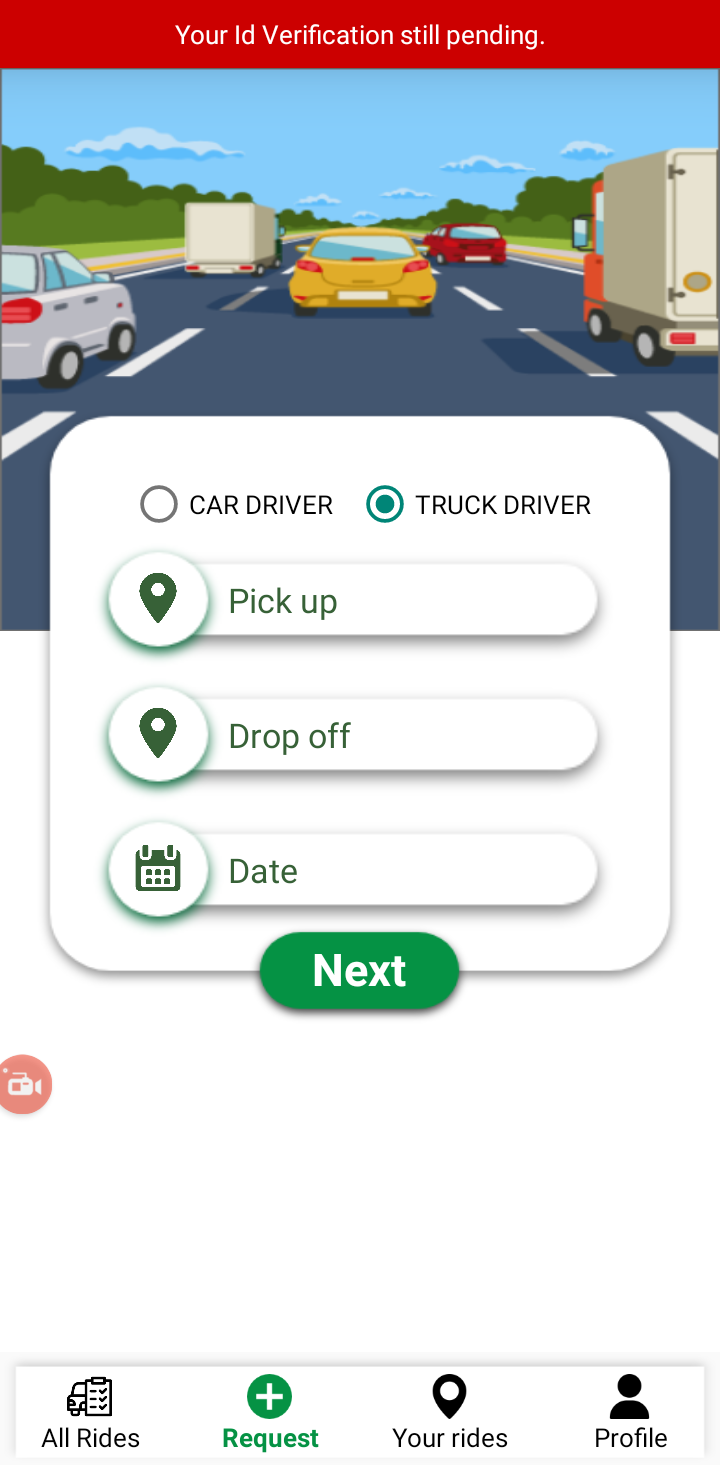 Your Id Verification still pending.
CAR DRIVER TRUCK DRIVER
Pick up
Drop off
Date
Next
All Rides Request Your rides Profile